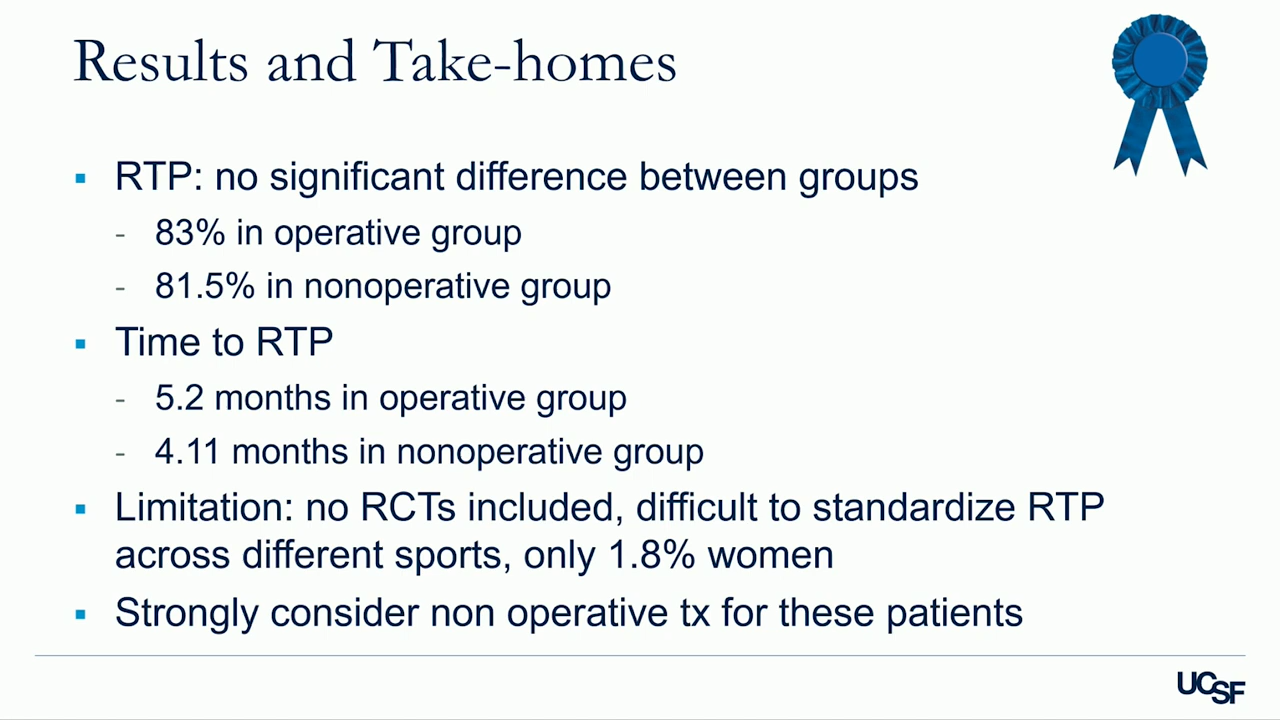 Results and Take-homes
▪ RTP: no significant difference between groups
- 83% in operative group
- 81.5% in nonoperative group
▪ Time to RTP
- 5.2 months in operative group
- 4.11 months in nonoperative group
▪ Limitation: no RCTs included, difficult to standardize RTP
across different sports, only 1.8% women
▪ Strongly consider non operative tx for these patients
UCSF